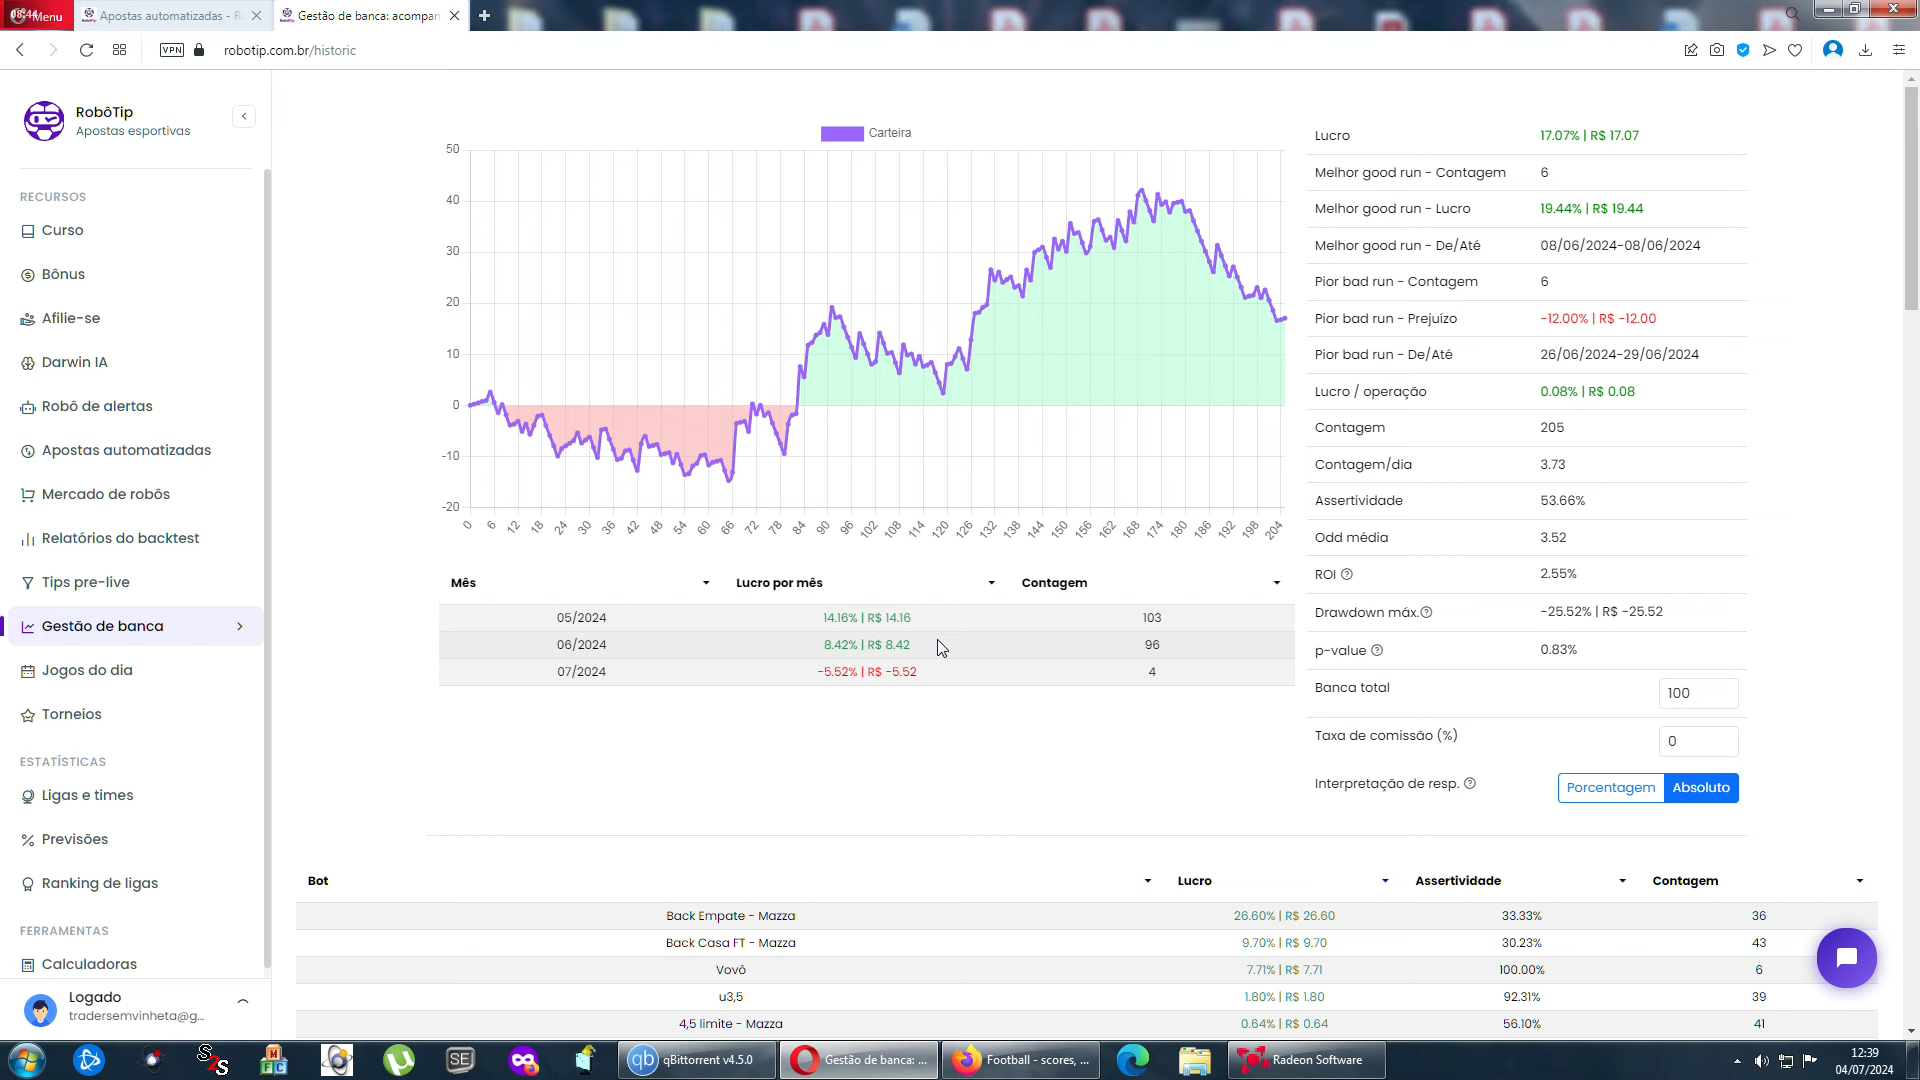 08:44
Menu
Apostas automatizadas - R
Gestão de banca: acompan
VPN
robotip.com.br/historic
RobôTip
Apostas esportivas
RECURSOS
Curso
Bônus
Afilie-se
Darwin IA
Robô de alertas
Apostas automatizadas
Mercado de robôs
Relatórios do backtest
Tips pre-live
Gestão de banca
Jogos do dia
Torneios
ESTATÍSTICAS
Ligas e times
Previsões
Ranking de ligas
FERRAMENTAS
Calculadoras
Logado
tradersemvinheta@g...
Carteira
50
40
30
20
10
0
-10
-20
0 6 12 18 24 30 36 42 48 54 60 66 72 78 84 90 96 102 108 114 120 126 132 138 144 150 156 162 168 174 180 186 192 198 204
Mês Lucro por mês Contagem
05/2024 14.16% | R$ 14.16 103
06/2024 8.42% | R$ 8.42 96
07/2024 -5.52% | R$ -5.52 4
Lucro 17.07% | R$ 17.07
Melhor good run - Contagem 6
Melhor good run - Lucro 19.44% | R$ 19.44
Melhor good run - De/Até 08/06/2024-08/06/2024
Pior bad run - Contagem 6
Pior bad run - Prejuízo -12.00% | R$ -12.00
Pior bad run - De/Até 26/06/2024-29/06/2024
Lucro / operação 0.08% | R$ 0.08
Contagem 205
Contagem/dia 3.73
Assertividade 53.66%
Odd média 3.52
ROI 2.55%
Drawdown máx. -25.52% | R$ -25.52
p-value 0.83%
Banca total 100
Taxa de comissão (%) 0
Interpretação de resp. Porcentagem Absoluto
Bot Lucro Assertividade Contagem
Back Empate - Mazza 26.60% | R$ 26.60 33.33% 36
Back Casa FT - Mazza 9.70% | R$ 9.70 30.23% 43
Vovô 7.71% | R$ 7.71 100.00% 6
u3,5 1.80% | R$ 1.80 92.31% 39
4,5 limite - Mazza 0.64% | R$ 0.64 56.10% 41
S2S
M
F C
SE
qb
qBittorrent v4.5.0
Gestão de banca: ...
Football - scores, ...
Radeon Software
12:39
04/07/2024